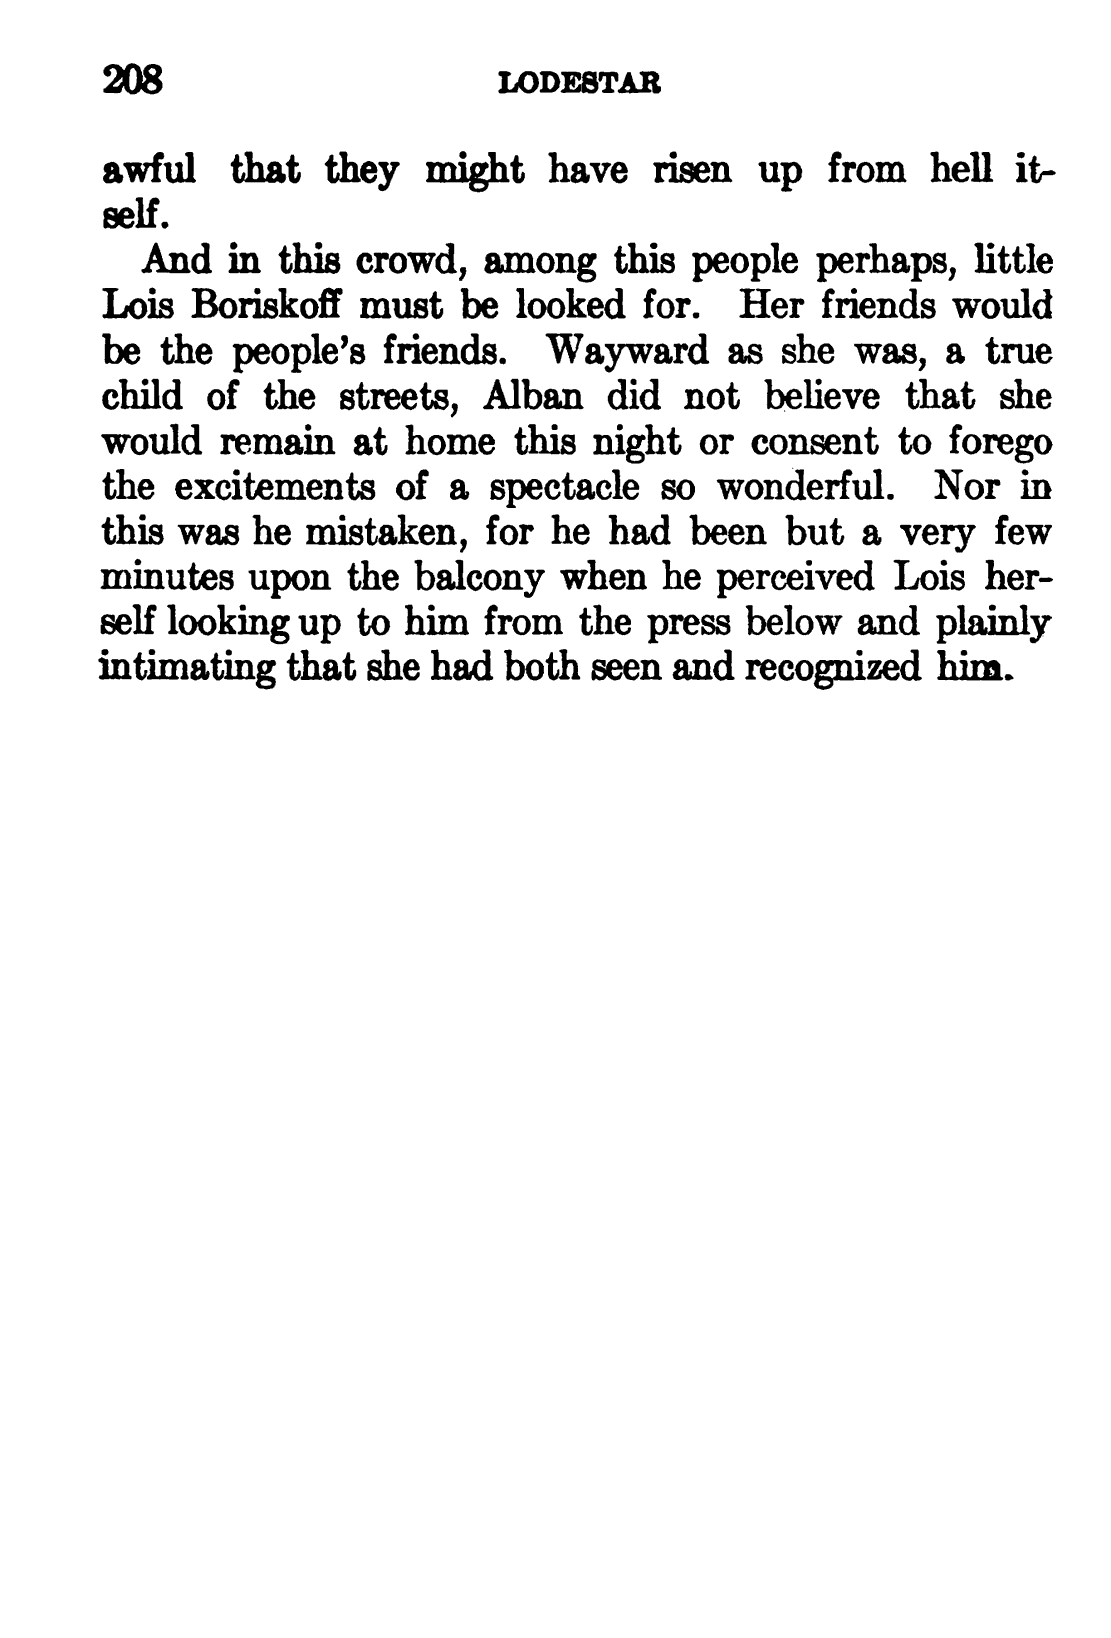 208 LODESTAR
awful that they might have risen up from hell it-
self.
And in this crowd, among this people perhaps, little
Lois Boriskoff must be looked for. Her friends would
be the people's friends. Wayward as she was, a true
child of the streets, Alban did not believe that she
would remain at home this night or consent to forego
the excitements of a spectacle so wonderful. Nor in
this was he mistaken, for he had been but a very few
minutes upon the balcony when he perceived Lois her-
self looking up to him from the press below and plainly
intimating that she had both seen and recognized him.